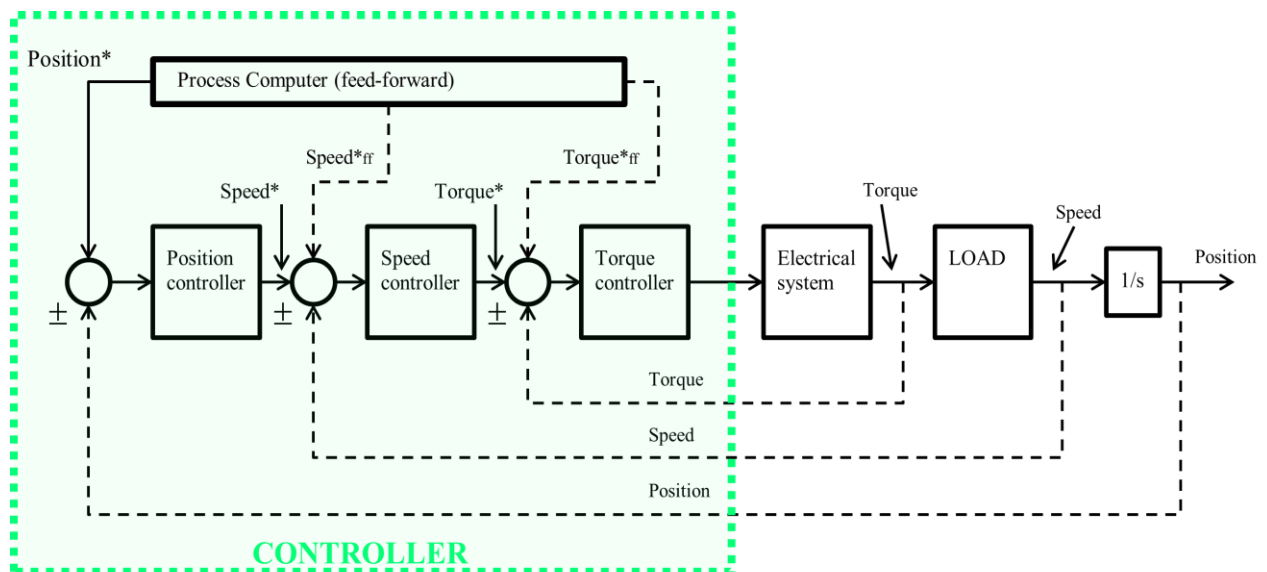 Position*
Process Computer (feed-forward)
Speed*ff
Torque*ff
Speed*
Torque*
Torque
Speed
Position
controller
Speed
controller
Torque
controller
Electrical
system
LOAD
1/s
Position
±
±
±
Torque
Speed
Position
CONTROLLER